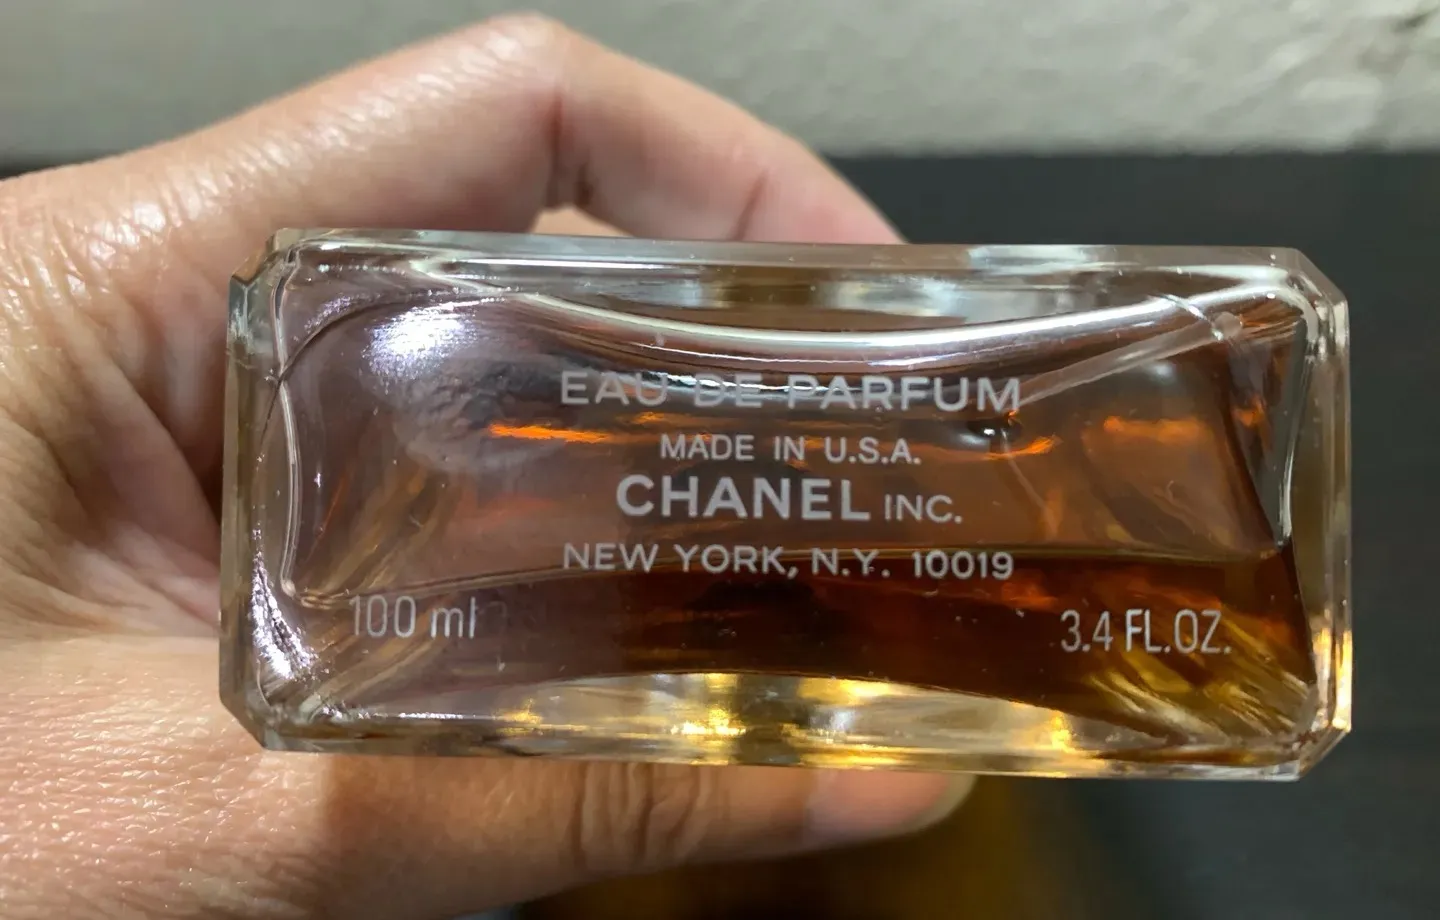 EAU DE PARFUM
MADE IN U.S.A.
CHANEL INC.
NEW YORK, N.Y. 10019
100 ml 3.4 FL.OZ.